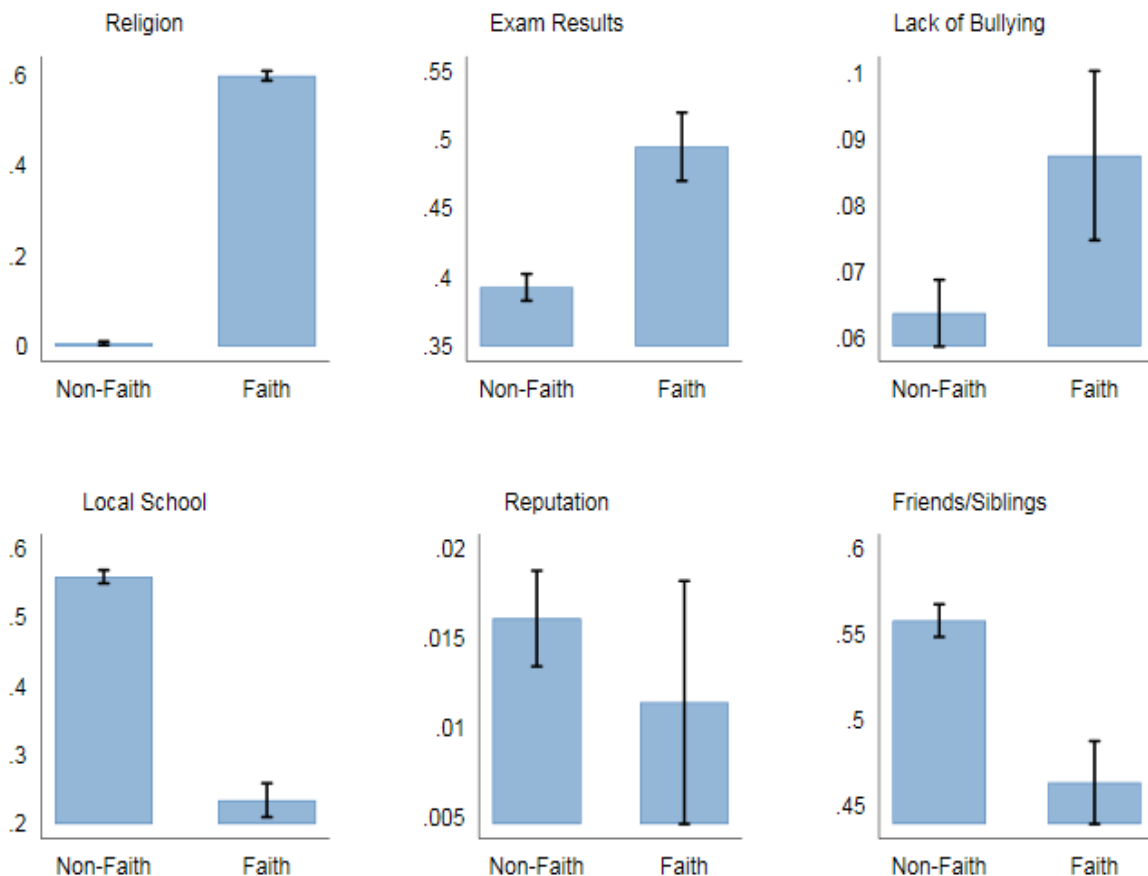 Religion
.6
.4
.2
0
Non-Faith Faith
Exam Results
.55
.5
.45
.4
.35
Non-Faith Faith
Lack of Bullying
.1
.09
.08
.07
.06
Non-Faith Faith
Local School
.6
.5
.4
.3
.2
Non-Faith Faith
Reputation
.02
.015
.01
.005
Non-Faith Faith
Friends/Siblings
.6
.55
.5
.45
Non-Faith Faith